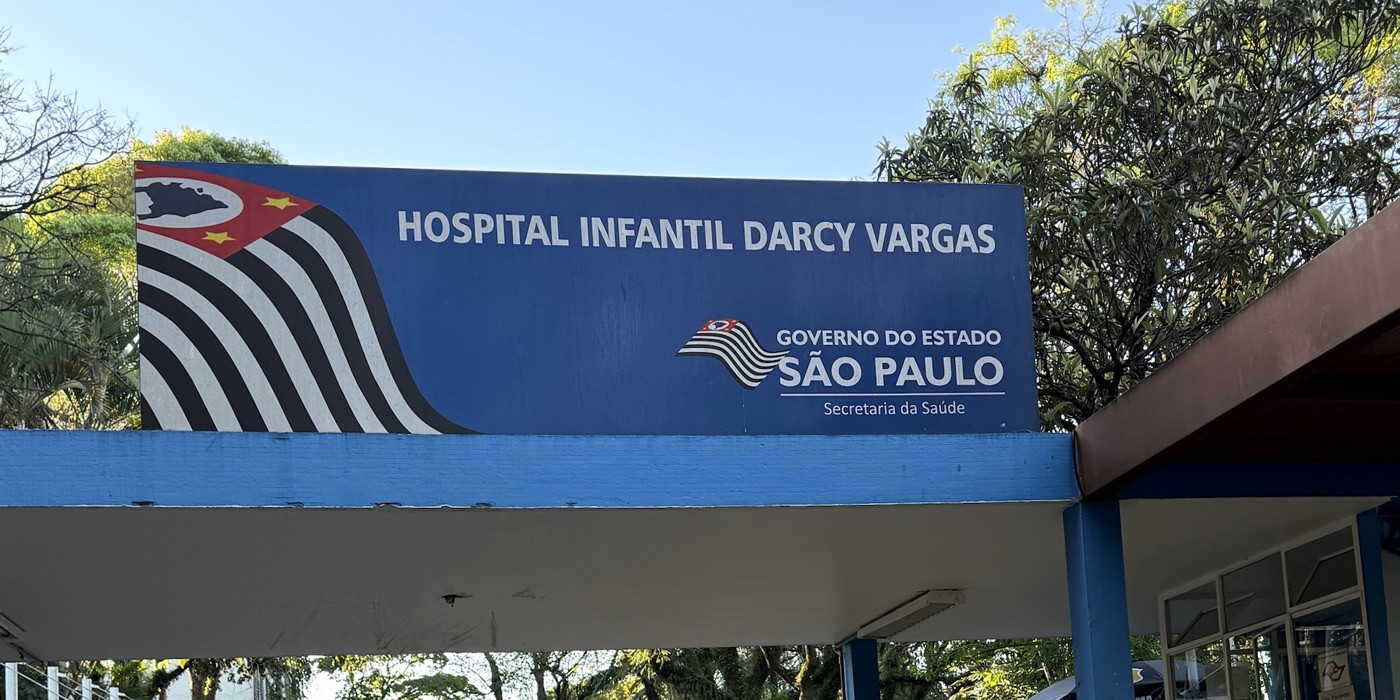 HOSPITAL INFANTIL DARCY VARGAS
GOVERNO DO ESTADO
SÃO PAULO
Secretaria da Saúde